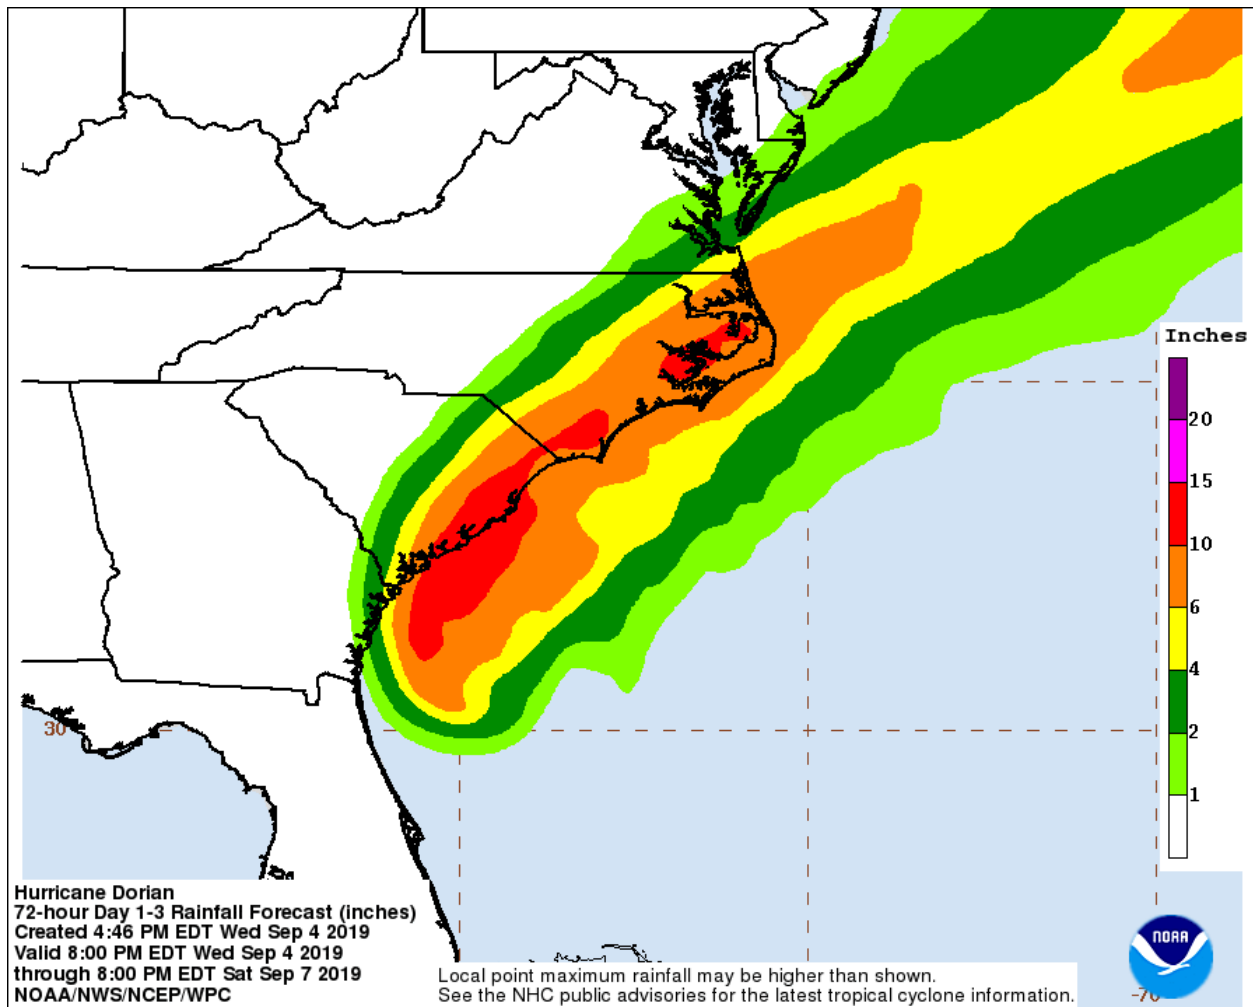 Inches
20
15
10
6
4
2
1
30
Hurricane Dorian
72-hour Day 1-3 Rainfall Forecast (inches)
Created 4:46 PM EDT Wed Sep 4 2019
Valid 8:00 PM EDT Wed Sep 4 2019
through 8:00 PM EDT Sat Sep 7 2019
NOAA/NWS/NCEP/WPC
Local point maximum rainfall may be higher than shown.
See the NHC public advisories for the latest tropical cyclone information.
NOAA
-70